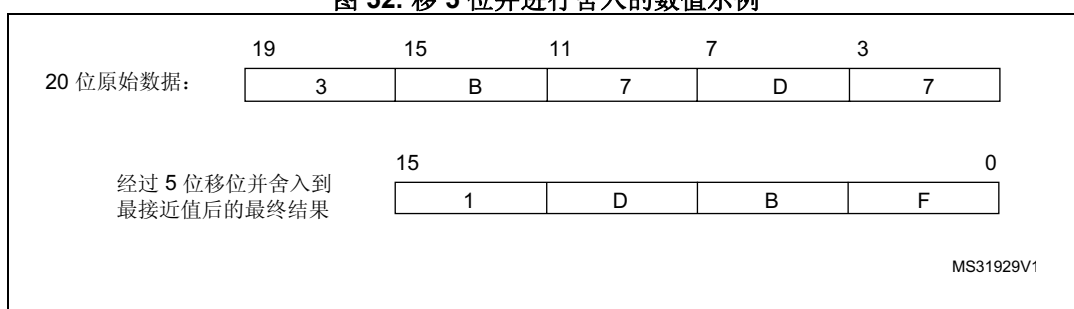 图 32. 移 5 位并进行舍入的数值示例
19 15 11 7 3
20 位原始数据： 3 B 7 D 7
15 0
经过 5 位移位并舍入到
最接近值后的最终结果
1 D B F
MS31929V1